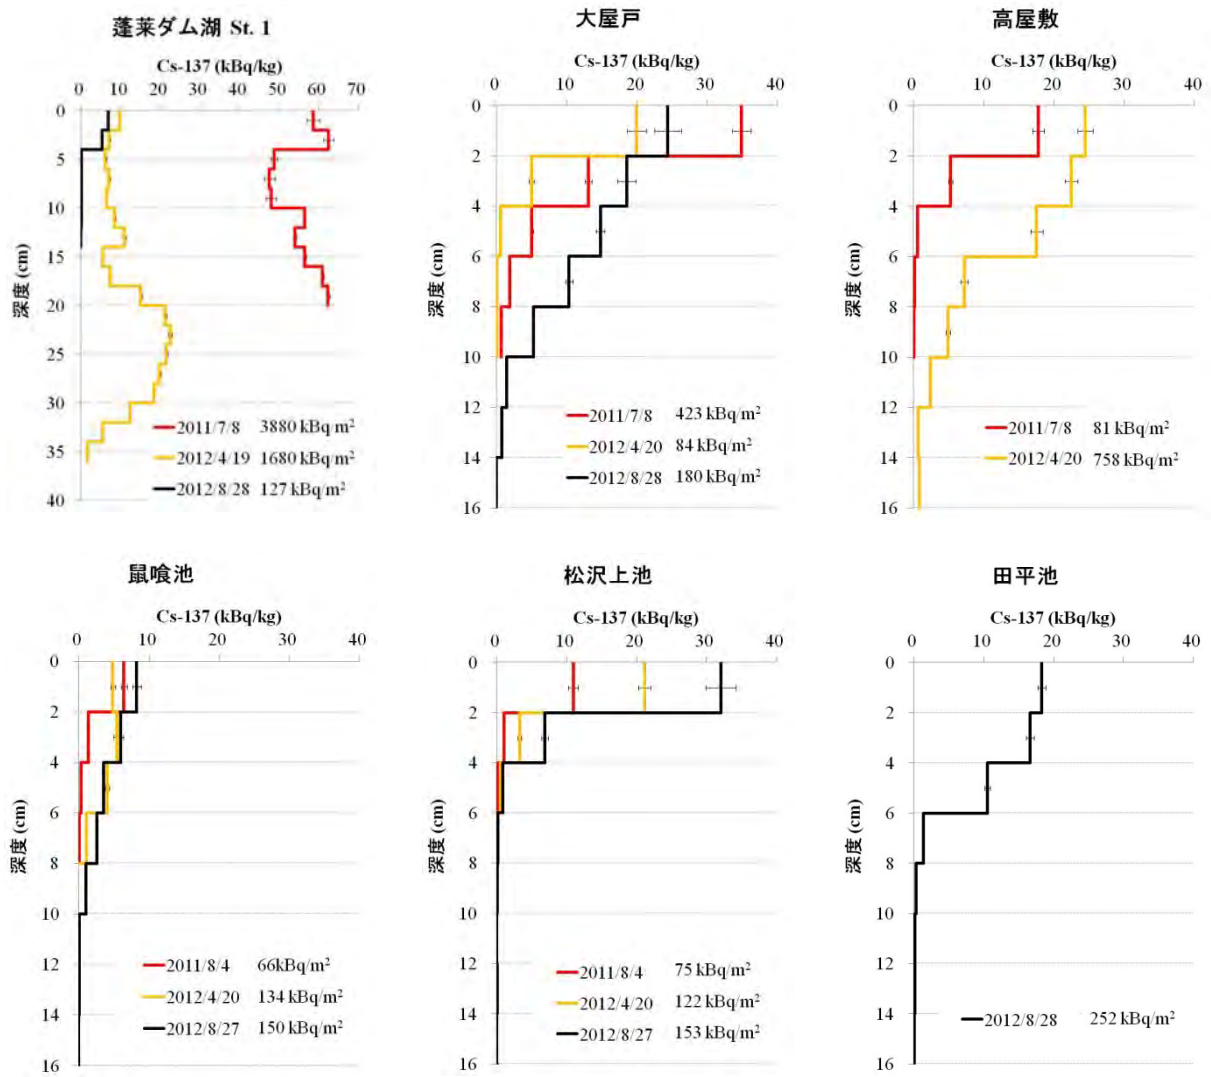 蓬莱ダム湖 St. 1
Cs-137 (kBq/kg)
0 10 20 30 40 50 60 70
深度 (cm)
0
5
10
15
20
25
30
35
40
2011/7/8 3880 kBq/m²
2012/4/19 1680 kBq/m²
2012/8/28 127 kBq/m²
大屋戸
Cs-137 (kBq/kg)
0 10 20 30 40
深度 (cm)
0
2
4
6
8
10
12
14
16
2011/7/8 423 kBq/m²
2012/4/20 84 kBq/m²
2012/8/28 180 kBq/m²
高屋敷
Cs-137 (kBq/kg)
0 10 20 30 40
深度 (cm)
0
2
4
6
8
10
12
14
16
2011/7/8 81 kBq/m²
2012/4/20 758 kBq/m²
鼠喰池
Cs-137 (kBq/kg)
0 10 20 30 40
深度 (cm)
0
2
4
6
8
10
12
14
16
2011/8/4 66kBq/m²
2012/4/20 134 kBq/m²
2012/8/27 150 kBq/m²
松沢上池
Cs-137 (kBq/kg)
0 10 20 30 40
深度 (cm)
0
2
4
6
8
10
12
14
16
2011/8/4 75 kBq/m²
2012/4/20 122 kBq/m²
2012/8/27 153 kBq/m²
田平池
Cs-137 (kBq/kg)
0 10 20 30 40
深度 (cm)
0
2
4
6
8
10
12
14
16
2012/8/28 252 kBq/m²